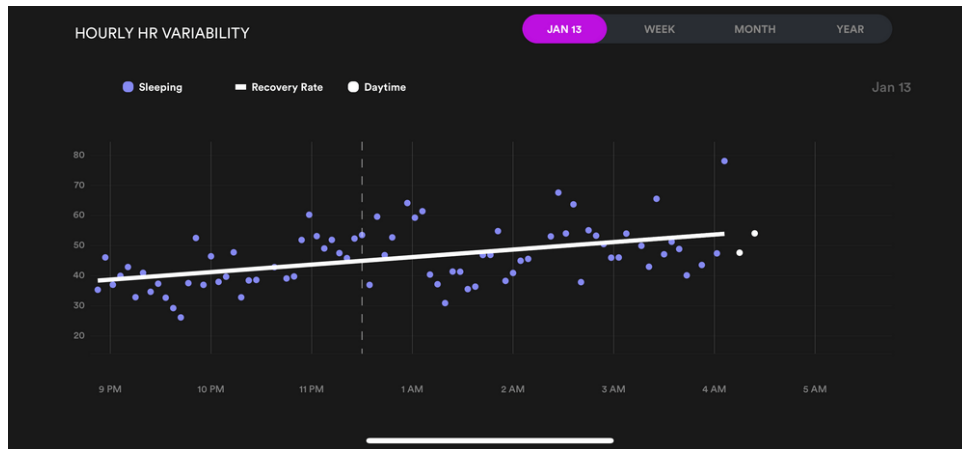 HOURLY HR VARIABILITY
JAN 13 WEEK MONTH YEAR
Sleeping Recovery Rate Daytime
Jan 13
80
70
60
50
40
30
20
9 PM 10 PM 11 PM 1 AM 2 AM 3 AM 4 AM 5 AM